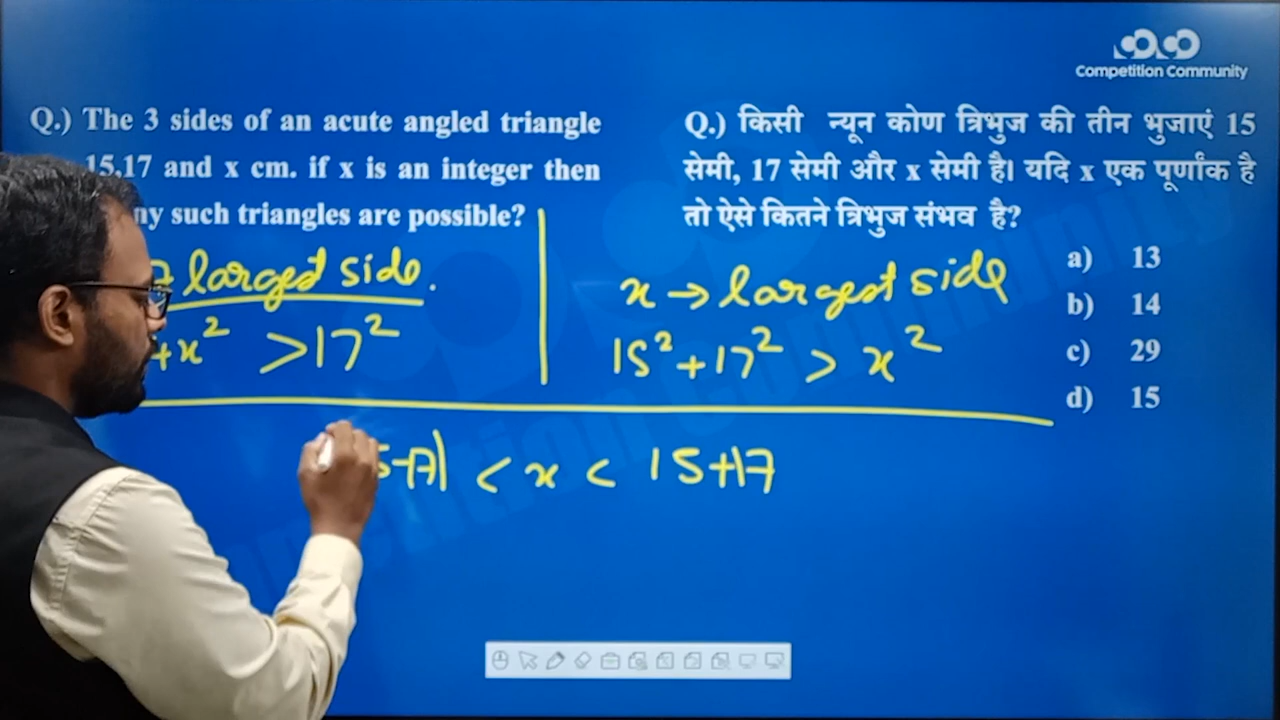 Competition Community
Q.) The 3 sides of an acute angled triangle
15,17 and x cm. if x is an integer then
ny such triangles are possible?
largest side.
+x² >17²
Q.) किसी न्यून कोण त्रिभुज की तीन भुजाएं 15
सेमी, 17 सेमी और x सेमी है। यदि x एक पूर्णांक है
तो ऐसे कितने त्रिभुज संभव है?
x → largest side
15²+17² > x²
a) 13
b) 14
c) 29
d) 15
5-17| < x < 15+17